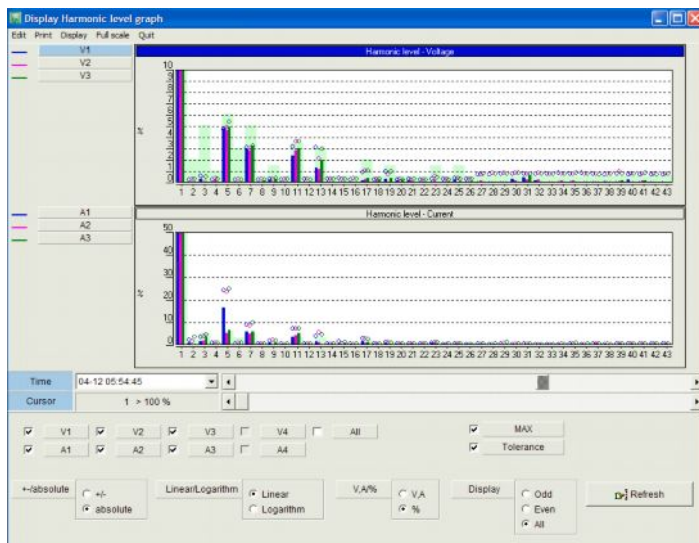 Display Harmonic level graph
Edit Print Display Full scale Quit
V1
V2
V3
Harmonic level - Voltage
10
9
8
7
6
5
4
3
2
1
0
%
1 2 3 4 5 6 7 8 9 10 11 12 13 14 15 16 17 18 19 20 21 22 23 24 25 26 27 28 29 30 31 32 33 34 35 36 37 38 39 40 41 42 43
A1
A2
A3
Harmonic level - Current
50
40
30
20
10
0
%
1 2 3 4 5 6 7 8 9 10 11 12 13 14 15 16 17 18 19 20 21 22 23 24 25 26 27 28 29 30 31 32 33 34 35 36 37 38 39 40 41 42 43
Time 04-12 05:54:45
Cursor 1 > 100 %
V1 V2 V3 V4 All MAX
A1 A2 A3 A4 Tolerance
+-/absolute +/- absolute
Linear/Logarithm Linear Logarithm
V,A/% V,A %
Display Odd Even All
Refresh